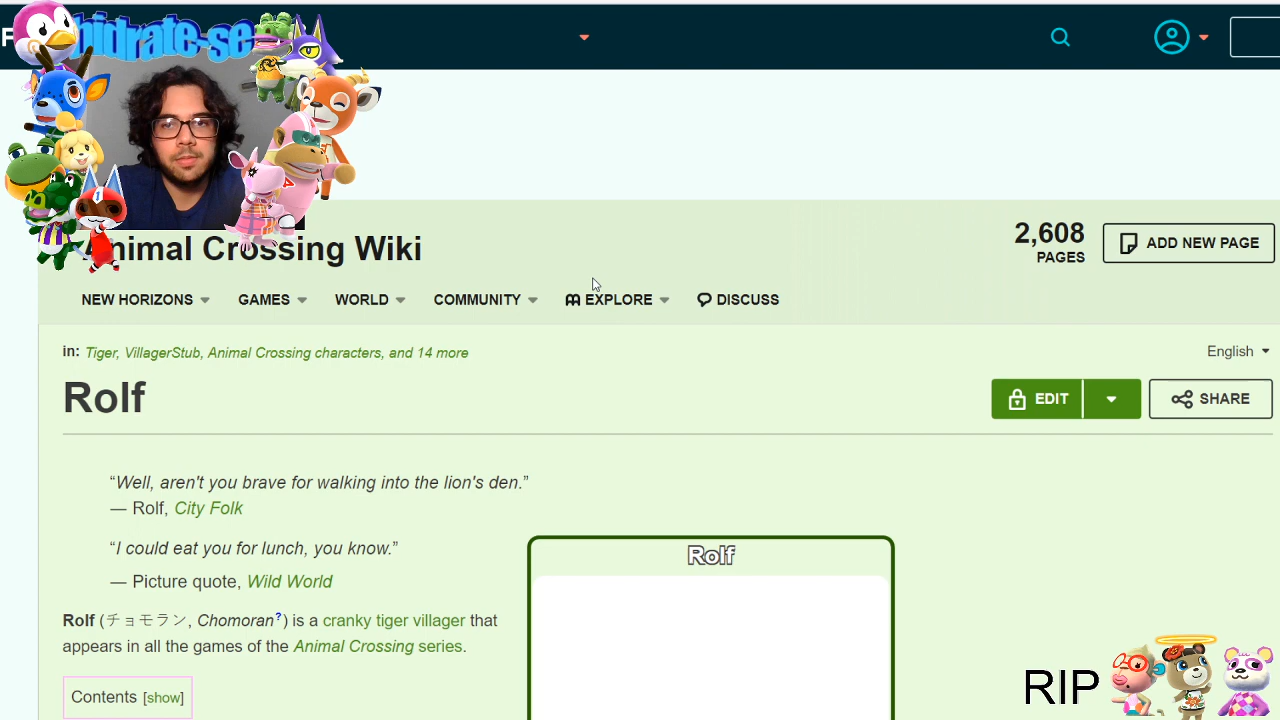 F
hidrate-se
Animal Crossing Wiki
2,608
PAGES
ADD NEW PAGE
NEW HORIZONS
GAMES
WORLD
COMMUNITY
EXPLORE
DISCUSS
in: Tiger, VillagerStub, Animal Crossing characters, and 14 more
English
Rolf
EDIT
SHARE
“Well, aren't you brave for walking into the lion's den.”
— Rolf, City Folk
“I could eat you for lunch, you know.”
— Picture quote, Wild World
Rolf
Rolf (チョモラン, Chomoran?) is a cranky tiger villager that
appears in all the games of the Animal Crossing series.
Contents [show]
RIP